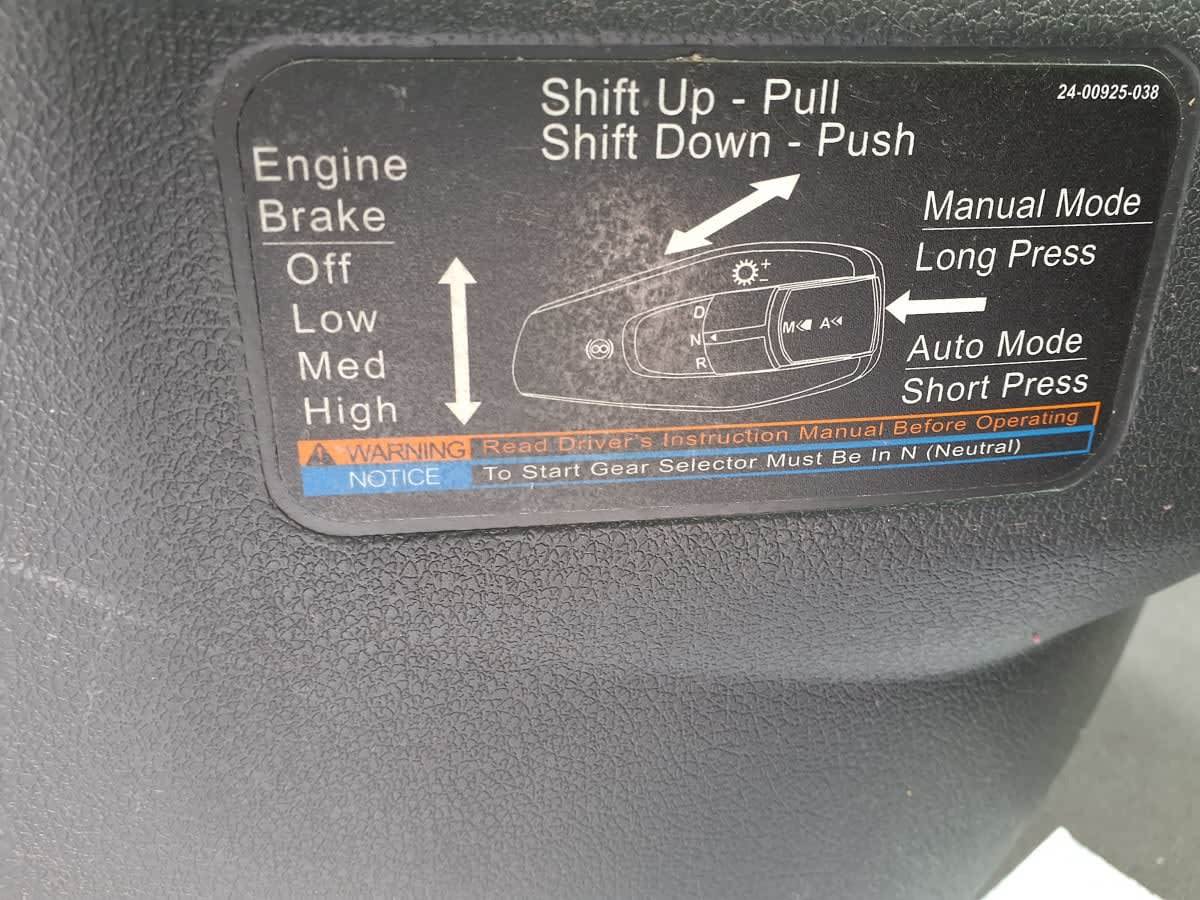 Shift Up - Pull
Shift Down - Push
24-00925-038
Engine
Brake
Off
Low
Med
High
Manual Mode
Long Press
Auto Mode
Short Press
+
-
D
N
R
M
A
WARNING Read Driver's Instruction Manual Before Operating
NOTICE To Start Gear Selector Must Be In N (Neutral)